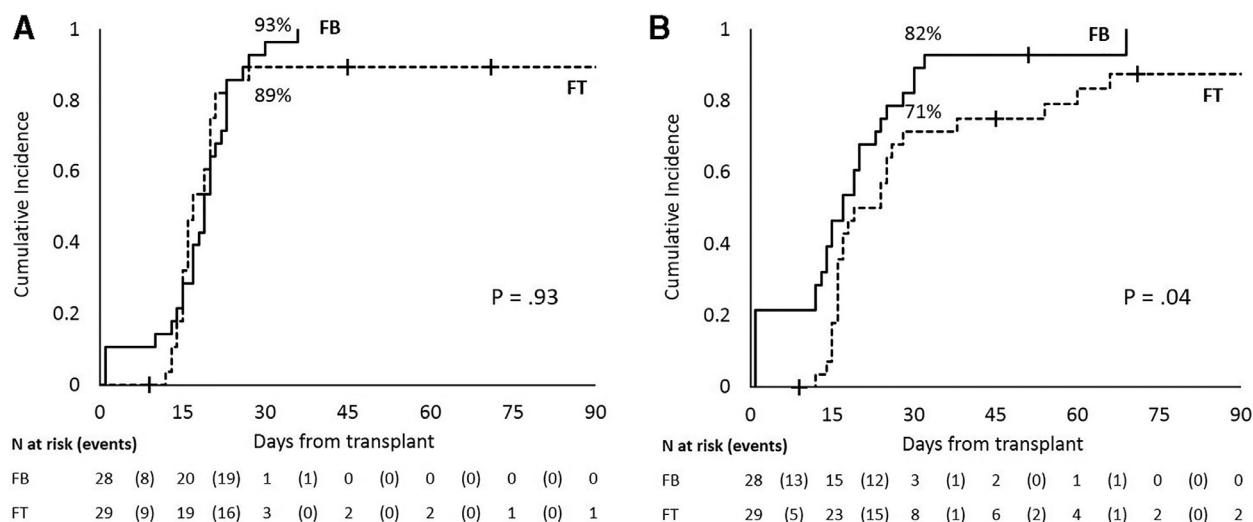 A
1
0.8
0.6
0.4
0.2
0
Cumulative Incidence
93%
FB
89%
FT
P = .93
0 15 30 45 60 75 90
Days from transplant
N at risk (events)
FB 28 (8) 20 (19) 1 (1) 0 (0) 0 (0) 0 (0) 0
FT 29 (9) 19 (16) 3 (0) 2 (0) 2 (0) 1 (0) 1
B
1
0.8
0.6
0.4
0.2
0
Cumulative Incidence
82%
FB
71%
FT
P = .04
0 15 30 45 60 75 90
Days from transplant
N at risk (events)
FB 28 (13) 15 (12) 3 (1) 2 (0) 1 (1) 0 (0) 0
FT 29 (5) 23 (15) 8 (1) 6 (2) 4 (1) 2 (0) 2